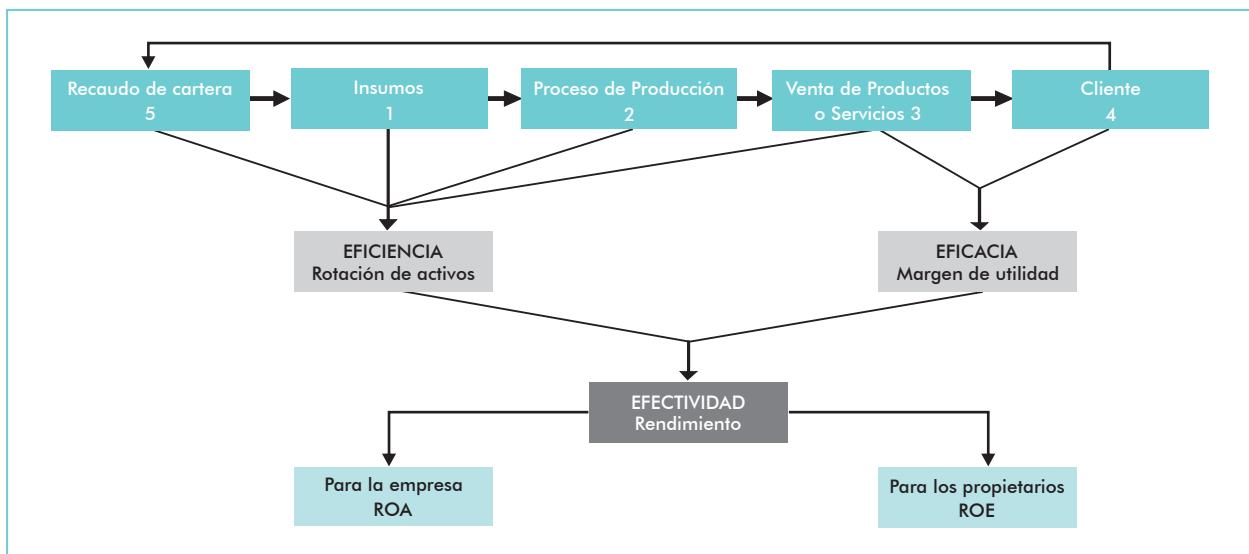 Recaudo de cartera
5
Insumos
1
Proceso de Producción
2
Venta de Productos
o Servicios 3
Cliente
4
EFICIENCIA
Rotación de activos
EFICACIA
Margen de utilidad
EFECTIVIDAD
Rendimiento
Para la empresa
ROA
Para los propietarios
ROE